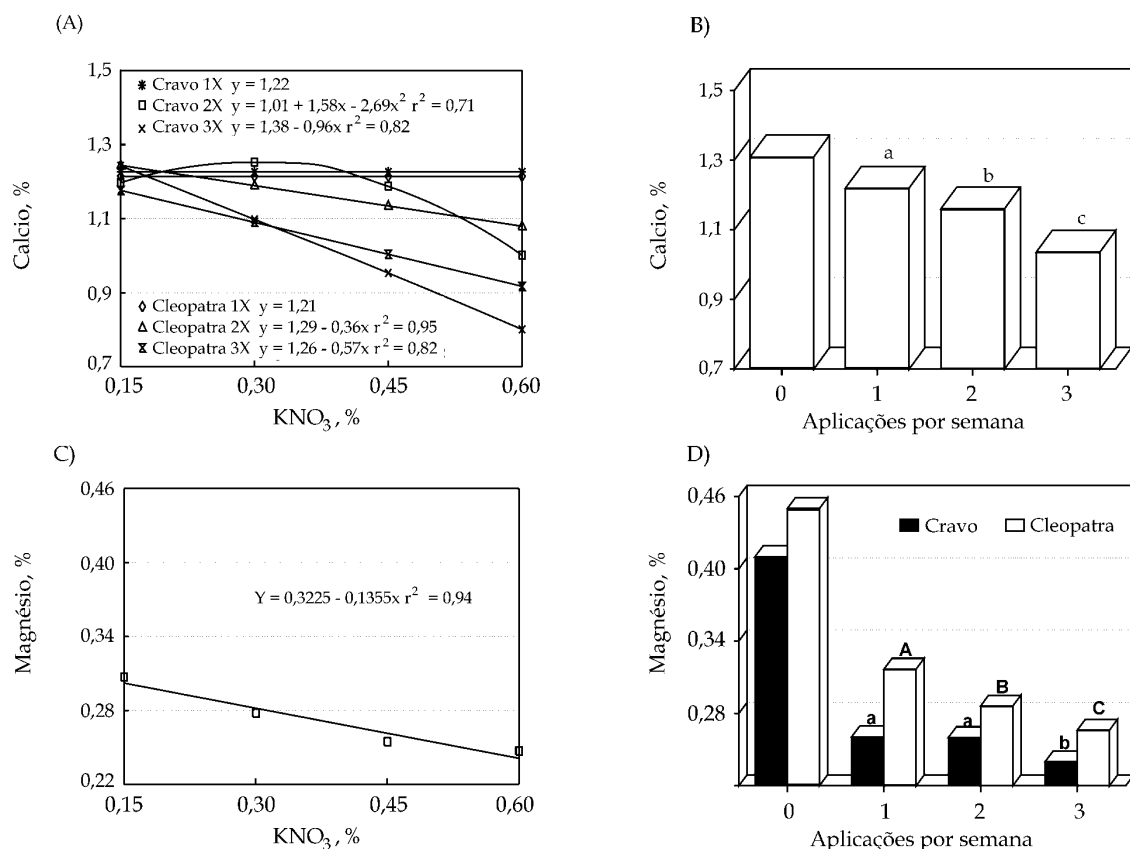 (A)
1,5
Cravo 1X y = 1,22
Cravo 2X y = 1,01 + 1,58x - 2,69x² r² = 0,71
Cravo 3X y = 1,38 - 0,96x r² = 0,82
1,3
1,1
0,9
0,7
Calcio, %
Cleopatra 1X y = 1,21
Cleopatra 2X y = 1,29 - 0,36x r² = 0,95
Cleopatra 3X y = 1,26 - 0,57x r² = 0,82
0,15 0,30 0,45 0,60
KNO₃, %
B)
1,5
1,3
1,1
0,9
0,7
Calcio, %
a
b
c
0 1 2 3
Aplicações por semana
C)
0,46
0,40
0,34
0,28
0,22
Magnésio, %
Y = 0,3225 - 0,1355x r² = 0,94
0,15 0,30 0,45 0,60
KNO₃, %
D)
0,46
0,40
0,34
0,28
Magnésio, %
Cravo Cleopatra
a A
a B
b C
0 1 2 3
Aplicações por semana